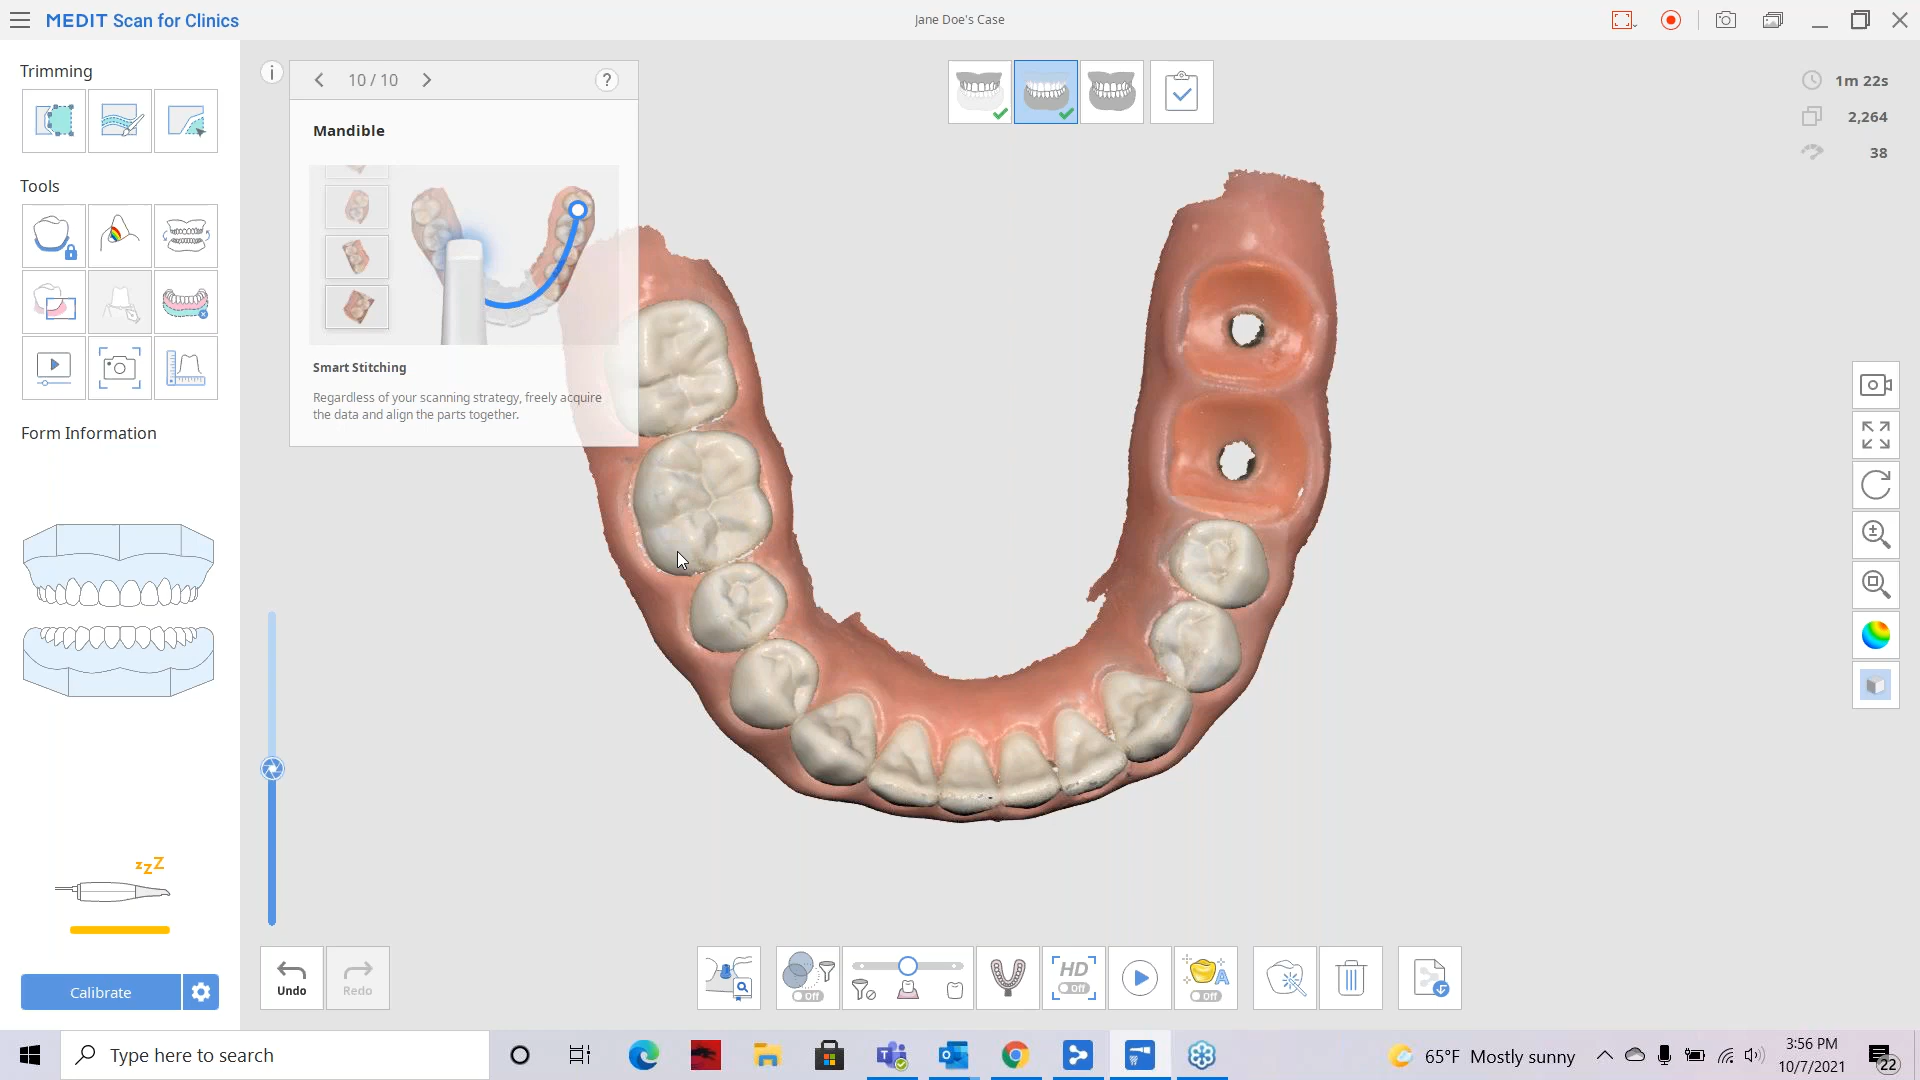 MEDIT Scan for Clinics
Jane Doe's Case
Trimming
Tools
Form Information
zzZ
Calibrate
10 / 10
?
i
Mandible
Smart Stitching
Regardless of your scanning strategy, freely acquire
the data and align the parts together.
1m 22s
2,264
38
Undo
Redo
Off
HD
Off
A
Off
Type here to search
65°F Mostly sunny
3:56 PM
10/7/2021
22